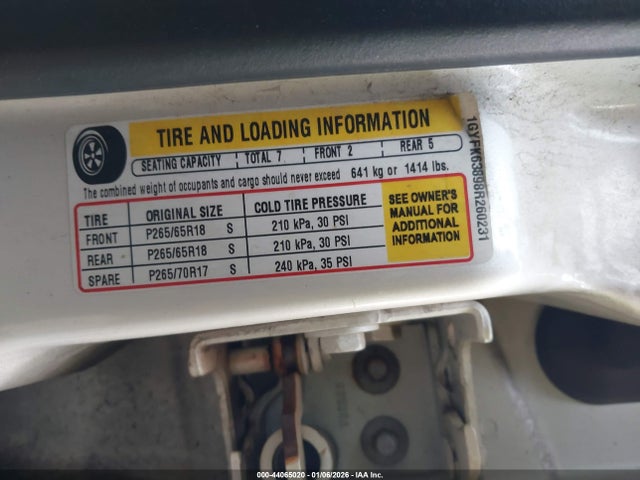 TIRE AND LOADING INFORMATION
SEATING CAPACITY TOTAL 7 FRONT 2 REAR 5
The combined weight of occupants and cargo should never exceed 641 kg or 1414 lbs.
TIRE ORIGINAL SIZE COLD TIRE PRESSURE
FRONT P265/65R18 S 210 kPa, 30 PSI
REAR P265/65R18 S 210 kPa, 30 PSI
SPARE P265/70R17 S 240 kPa, 35 PSI
SEE OWNER'S
MANUAL FOR
ADDITIONAL
INFORMATION
000-44065020 - 01/06/2026 - IAA Inc.